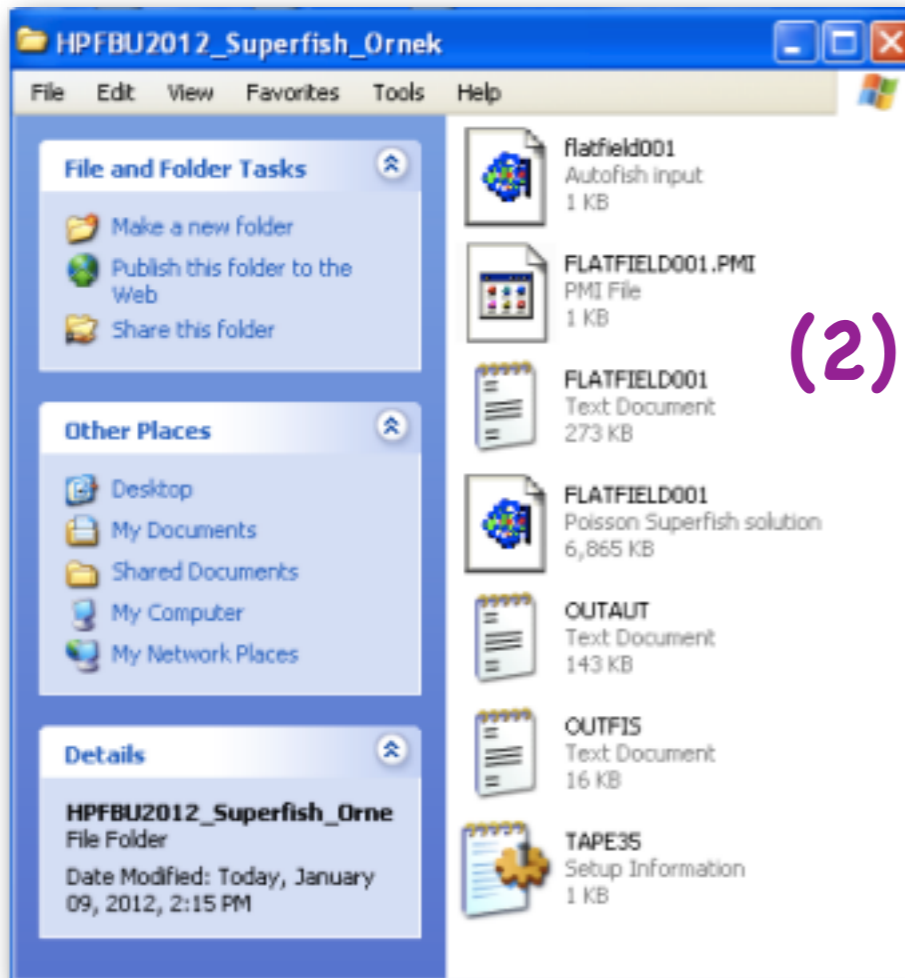 HPFBU2012_Superfish_Ornek
File Edit View Favorites Tools Help
File and Folder Tasks
Make a new folder
Publish this folder to the
Web
Share this folder
Other Places
Desktop
My Documents
Shared Documents
My Computer
My Network Places
Details
HPFBU2012_Superfish_Orne
File Folder
Date Modified: Today, January
09, 2012, 2:15 PM
flatfield001
Autofish input
1 KB
FLATFIELD001.PMI
PMI File
1 KB
FLATFIELD001
Text Document
273 KB
FLATFIELD001
Poisson Superfish solution
6,865 KB
OUTAUT
Text Document
143 KB
OUTFIS
Text Document
16 KB
TAPE35
Setup Information
1 KB
(2)